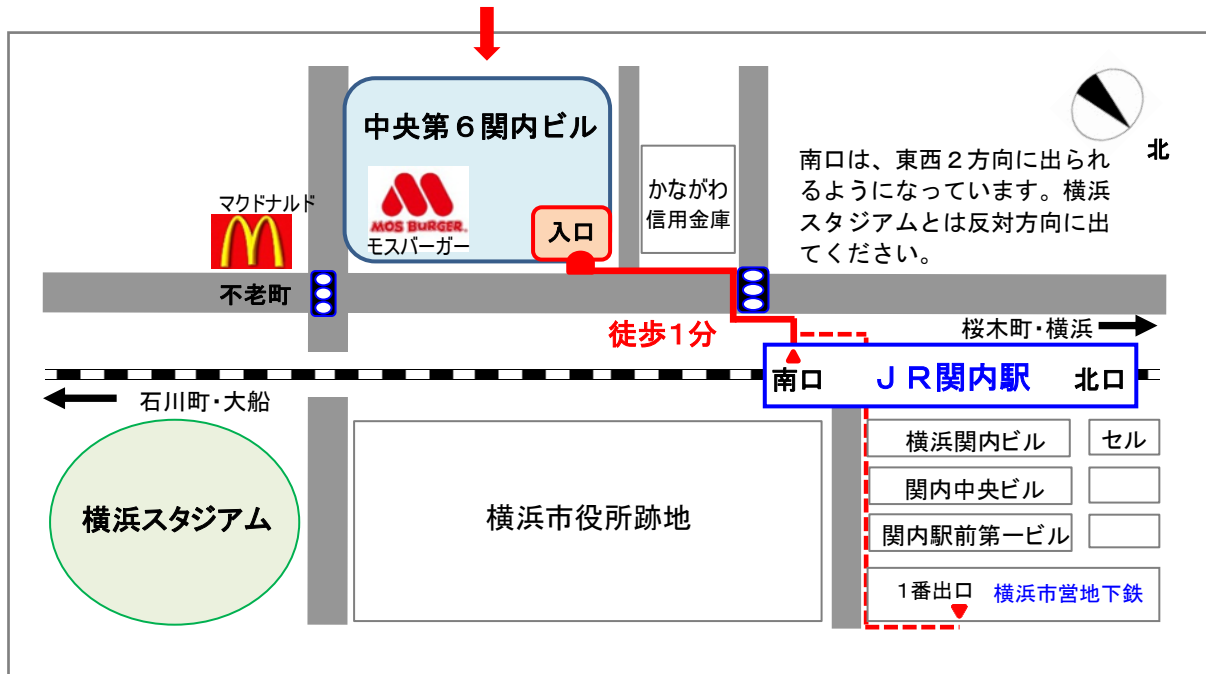 中央第６関内ビル
北
南口は、東西２方向に出られ
るようになっています。横浜
スタジアムとは反対方向に出
てください。
かながわ
信用金庫
マクドナルド
MOS BURGER.
モスバーガー
入口
不老町
徒歩１分
桜木町・横浜
南口
ＪＲ関内駅
北口
石川町・大船
横浜スタジアム
横浜市役所跡地
横浜関内ビル
セル
関内中央ビル
関内駅前第一ビル
１番出口
横浜市営地下鉄